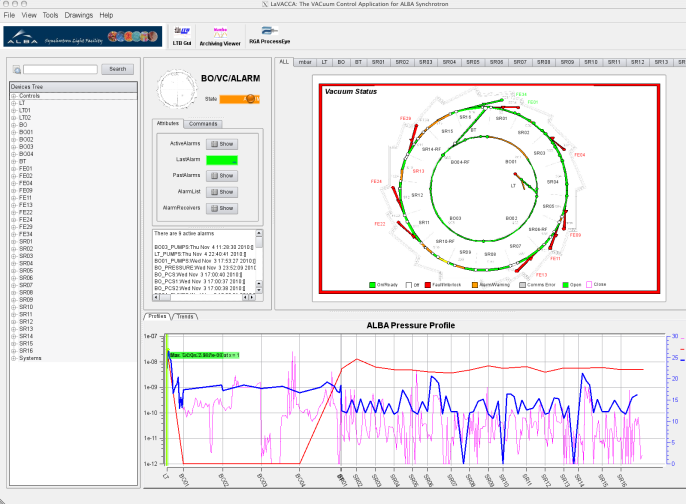 LaVACCA: The VACuum Control Application for ALBA Synchrotron
File View Tools Drawings Help
ALBA Synchrotron Light Facility
LTB Gui
Archiving Viewer
RGA ProcessEye
Search
Devices Tree
Controls
LT
LT01
LT02
BO
BO01
BO02
BO03
BO04
BT
FE01
FE02
FE04
FE09
FE11
FE13
FE22
FE24
FE29
FE34
SR01
SR02
SR03
SR04
SR05
SR06
SR07
SR08
SR09
SR10
SR11
SR12
SR13
SR14
SR15
SR16
Systems
BO/VC/ALARM
State
Attributes Commands
ActiveAlarms Show
LastAlarm
PastAlarms Show
AlarmList Show
AlarmReceivers Show
There are 9 active alarms
BO03_PUMPS:Thu Nov 4 11:28:30 2010:[]
LT_PUMPS:Thu Nov 4 22:40:41 2010:[]
BO01_PUMPS:Wed Nov 3 17:53:27 2010:[]
BO_PRESSURE:Wed Nov 3 23:52:09 201(
BO_PCS:Wed Nov 3 17:00:40 2010:[]
BO_PCS1:Wed Nov 3 17:00:37 2010:[]
BO_PCS2:Wed Nov 3 17:00:38 2010:[]
ALL mbar LT BO BT SR01 SR02 SR03 SR04 SR05 SR06 SR07 SR08 SR09 SR10 SR11 SR12 SR13 SR
Vacuum Status
FE04
FE01
FE29
SR16
SR01
SR02
SR15
BT
SR14-RF
SR03
BO04-RF
BO01
SR13
FE24
LT
SR04
SR12
SR05
BO03
BO02
FE22
SR11
SR06-RF
FE09
SR10-RF
SR07
SR09
SR08
FE11
FE13
On/Ready
Off
Fault/Interlock
Alarm/Warning
Comms Error
Open
Close
Profiles Trends
ALBA Pressure Profile
1e-07
1e-08
1e-09
1e-10
1e-11
1e-12
30
25
20
15
10
5
0
LT
BO01
BO02
BO03
BO04
SR01
SR02
SR03
SR04
SR05
SR06
SR07
SR08
SR09
SR10
SR11
SR12
SR13
SR14
SR15
SR16